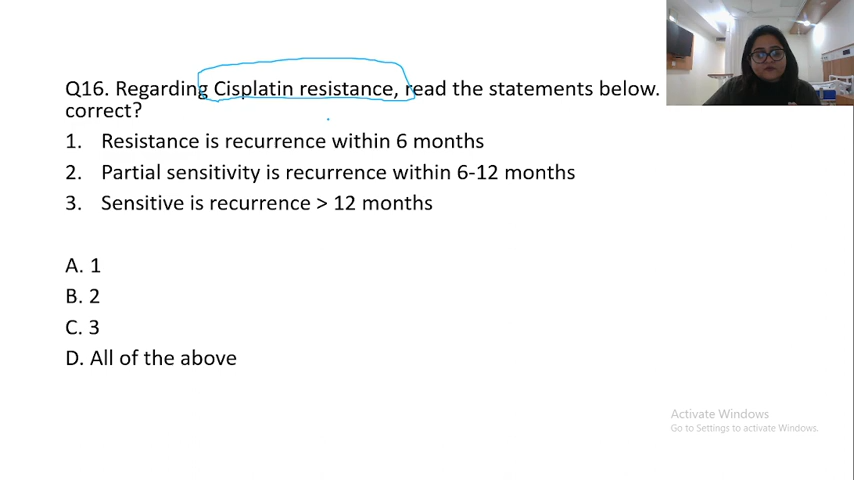 Q16. Regarding Cisplatin resistance, read the statements below.
correct?
1. Resistance is recurrence within 6 months
2. Partial sensitivity is recurrence within 6-12 months
3. Sensitive is recurrence > 12 months
A. 1
B. 2
C. 3
D. All of the above
Activate Windows
Go to Settings to activate Windows.